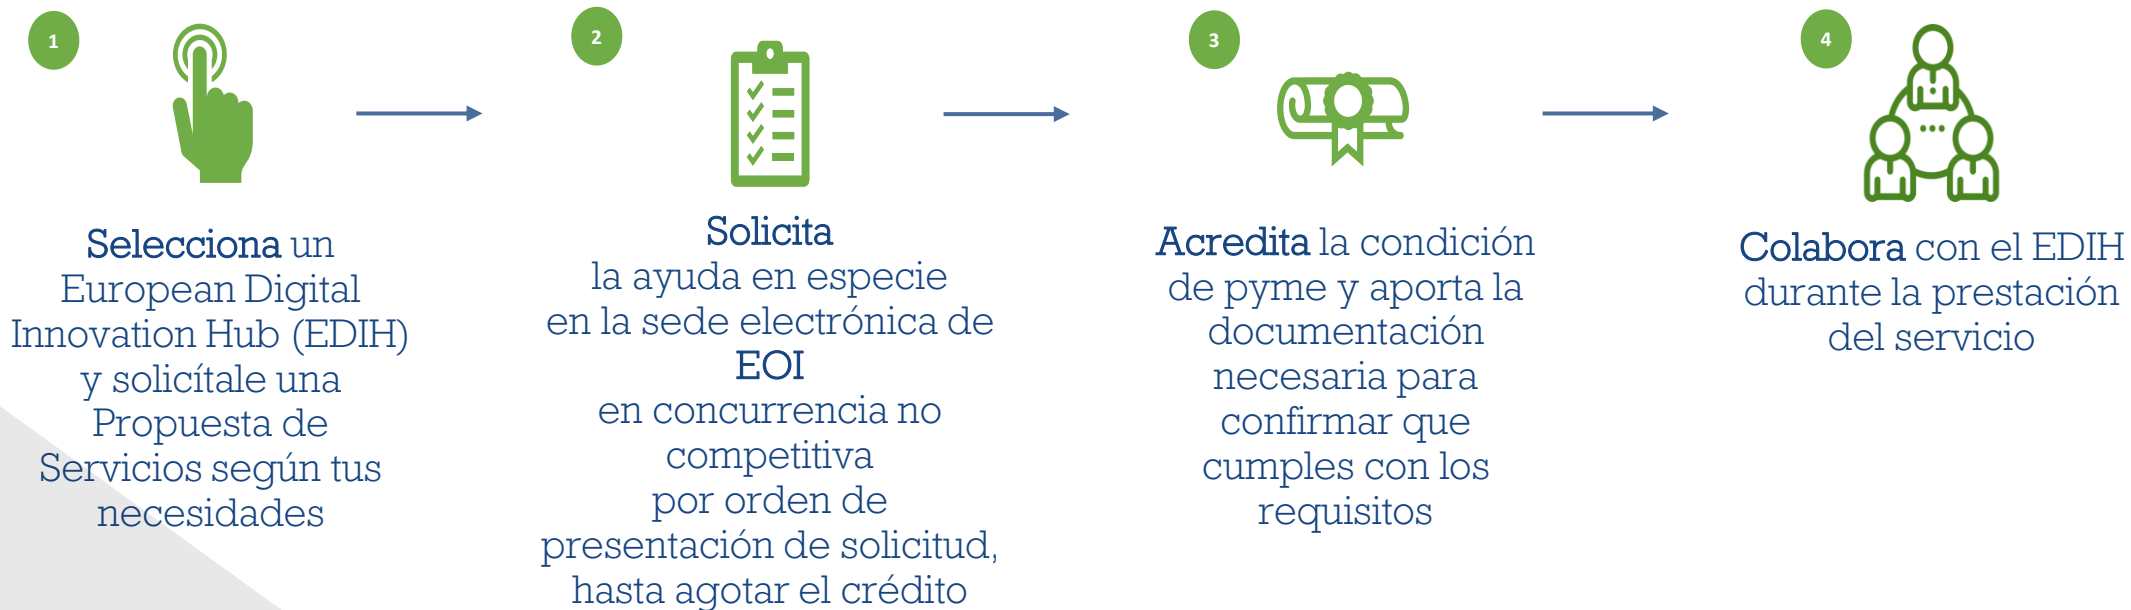 1
Selecciona un
European Digital
Innovation Hub (EDIH)
y solicítale una
Propuesta de
Servicios según tus
necesidades
2
Solicita
la ayuda en especie
en la sede electrónica de
EOI
en concurrencia no
competitiva
por orden de
presentación de solicitud,
hasta agotar el crédito
3
Acredita la condición
de pyme y aporta la
documentación
necesaria para
confirmar que
cumples con los
requisitos
4
Colabora con el EDIH
durante la prestación
del servicio